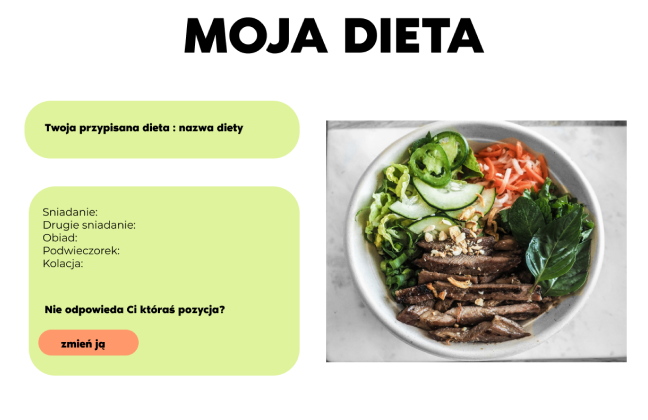 MOJA DIETA
Twoja przypisana dieta : nazwa diety
Sniadanie:
Drugie sniadanie:
Obiad:
Podwieczorek:
Kolacja:
Nie odpowieda Ci któraś pozycja?
zmień ją